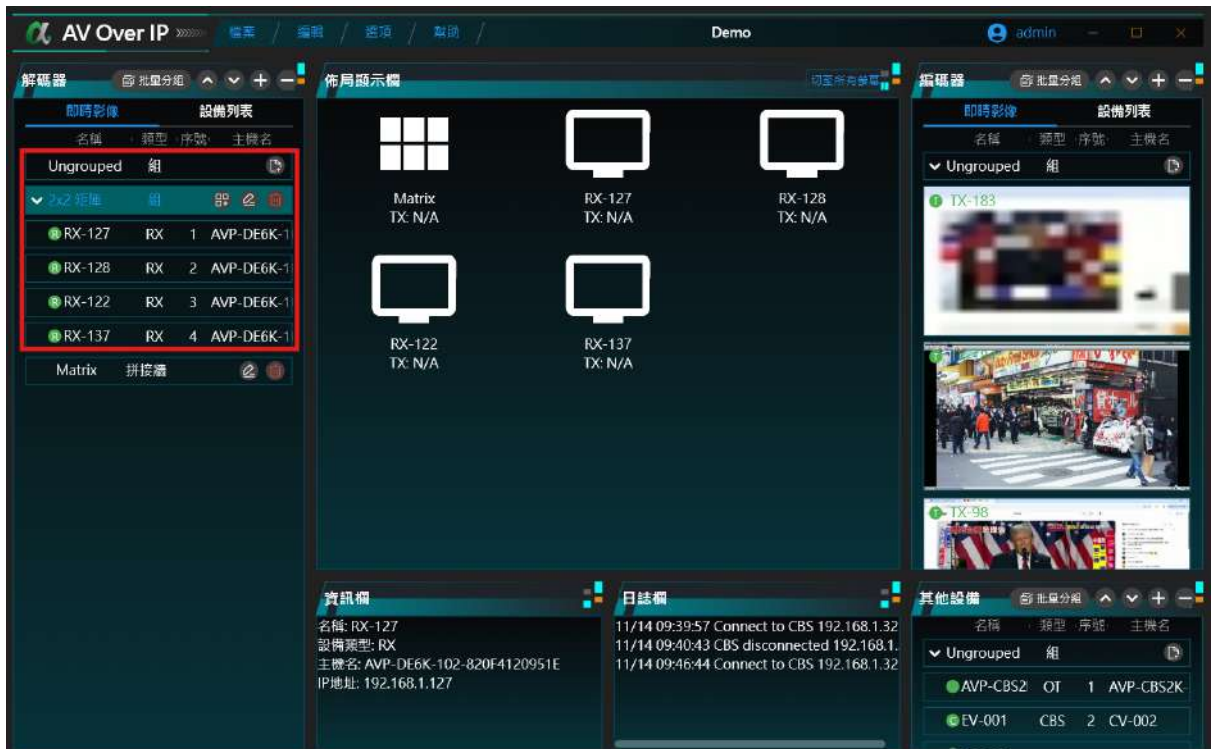 AV Over IP
檔案 / 編輯 / 選項 / 幫助 /
Demo
admin
解碼器
批量分組
即時影像 設備列表
名稱 類型 序號 主機名
Ungrouped 組
2x2 矩陣 組
RX-127 RX 1 AVP-DE6K-1
RX-128 RX 2 AVP-DE6K-1
RX-122 RX 3 AVP-DE6K-1
RX-137 RX 4 AVP-DE6K-1
Matrix 拼接牆
佈局顯示欄
切至所有螢幕
Matrix
TX: N/A
RX-127
TX: N/A
RX-128
TX: N/A
RX-122
TX: N/A
RX-137
TX: N/A
資訊欄
名稱: RX-127
設備類型: RX
主機名: AVP-DE6K-102-820F4120951E
IP地址: 192.168.1.127
日誌欄
11/14 09:39:57 Connect to CBS 192.168.1.32
11/14 09:40:43 CBS disconnected 192.168.1.
11/14 09:46:44 Connect to CBS 192.168.1.32
編碼器
批量分組
即時影像 設備列表
名稱 類型 序號 主機名
Ungrouped 組
TX-183
TX-98
其他設備
批量分組
名稱 類型 序號 主機名
Ungrouped 組
AVP-CBS2 OT 1 AVP-CBS2K-
EV-001 CBS 2 CV-002